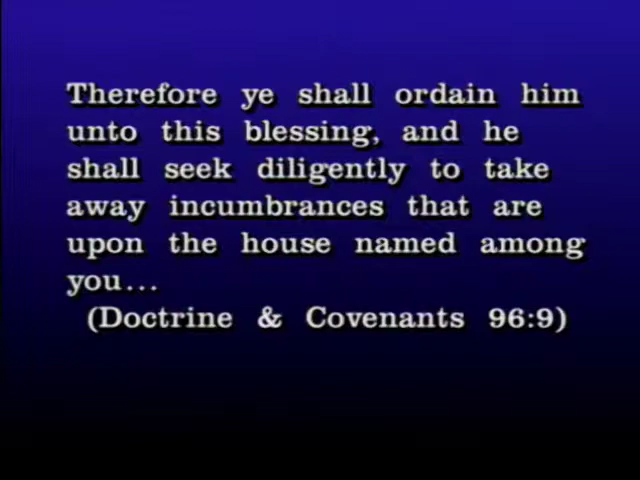 Therefore ye shall ordain him
unto this blessing, and he
shall seek diligently to take
away incumbrances that are
upon the house named among
you...
(Doctrine & Covenants 96:9)